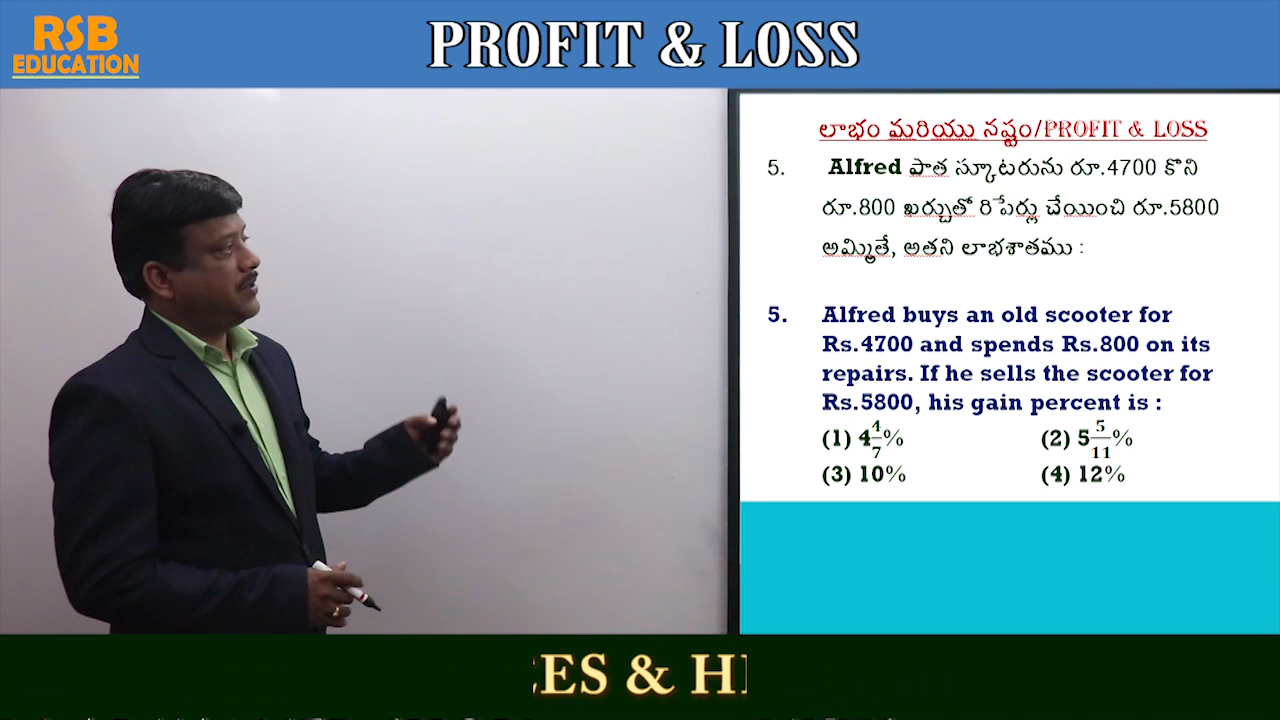 RSB
EDUCATION
PROFIT & LOSS
లాభం మరియు నష్టం/PROFIT & LOSS
5. Alfred పాత స్కూటరును రూ.4700 కొని
రూ.800 ఖర్చుతో రిపేర్లు చేయించి రూ.5800
అమ్మితే, అతని లాభశాతము :
5. Alfred buys an old scooter for
Rs.4700 and spends Rs.800 on its
repairs. If he sells the scooter for
Rs.5800, his gain percent is :
(1) 4 4/7% (2) 5 5/11%
(3) 10% (4) 12%
ES & H